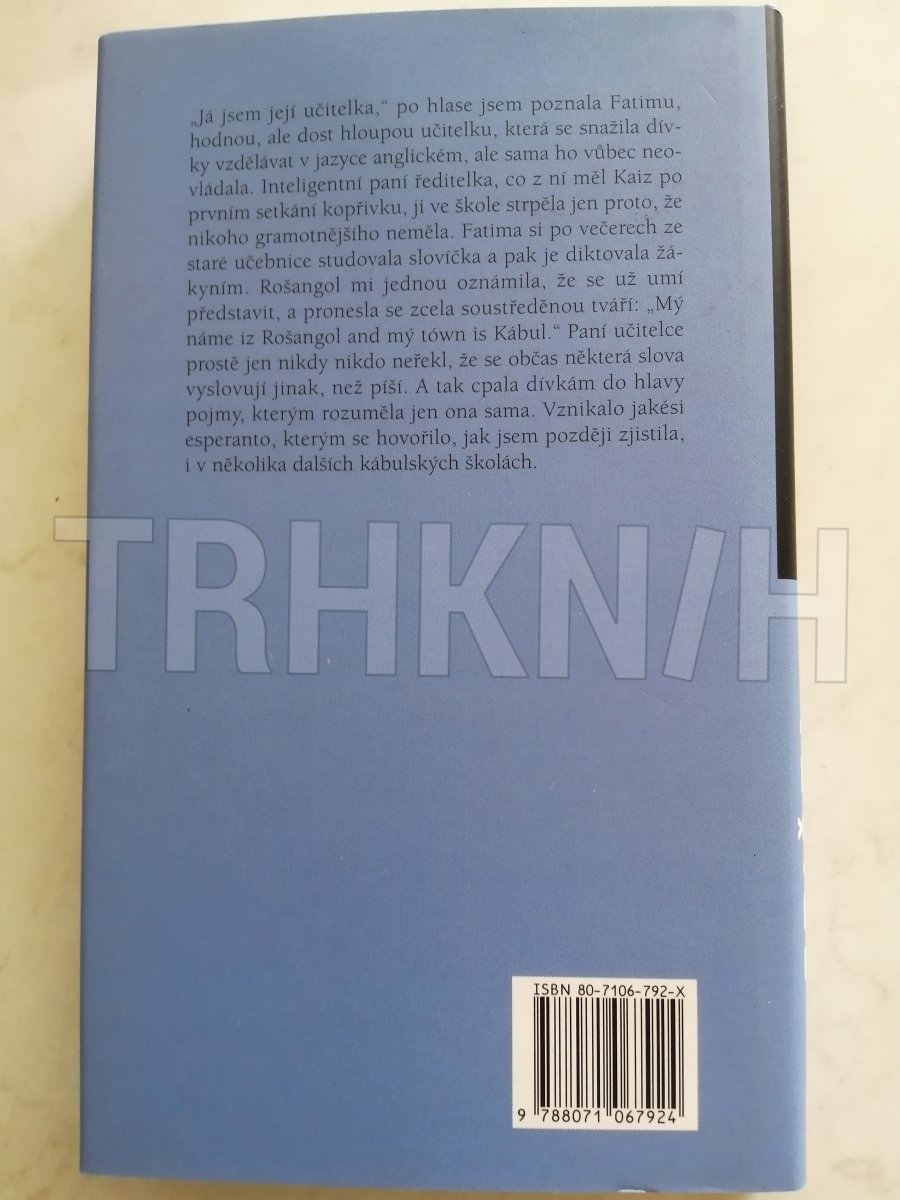 „Já jsem její učitelka,“ po hlase jsem poznala Fatimu,
hodnou, ale dost hloupou učitelku, která se snažila dív-
ky vzdělávat v jazyce anglickém, ale sama ho vůbec neo-
vládala. Inteligentní paní ředitelka, co z ní měl Kaiz po
prvním setkání kopřivku, ji ve škole strpěla jen proto, že
nikoho gramotnějšího neměla. Fatima si po večerech ze
staré učebnice studovala slovíčka a pak je diktovala žá-
kyním. Rošangol mi jednou oznámila, že se už umí
představit, a pronesla se zcela soustředěnou tváří: „Mý
náme iz Rošangol and mý tówn is Kábul.“ Paní učitelce
prostě jen nikdy nikdo neřekl, že se občas některá slova
vyslovují jinak, než píší. A tak cpala dívkám do hlavy
pojmy, kterým rozuměla jen ona sama. Vznikalo jakési
esperanto, kterým se hovořilo, jak jsem později zjistila,
i v několika dalších kábulských školách.
TRHKN/H
ISBN 80-7106-792-X
9 788071 067924